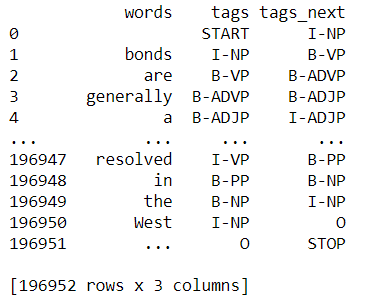 words tags tags_next
0 START I-NP
1 bonds I-NP B-VP
2 are B-VP B-ADVP
3 generally B-ADVP B-ADJP
4 a B-ADJP I-ADJP
... ... ... ...
196947 resolved I-VP B-PP
196948 in B-PP B-NP
196949 the B-NP I-NP
196950 West I-NP O
196951 ... O STOP
[196952 rows x 3 columns]